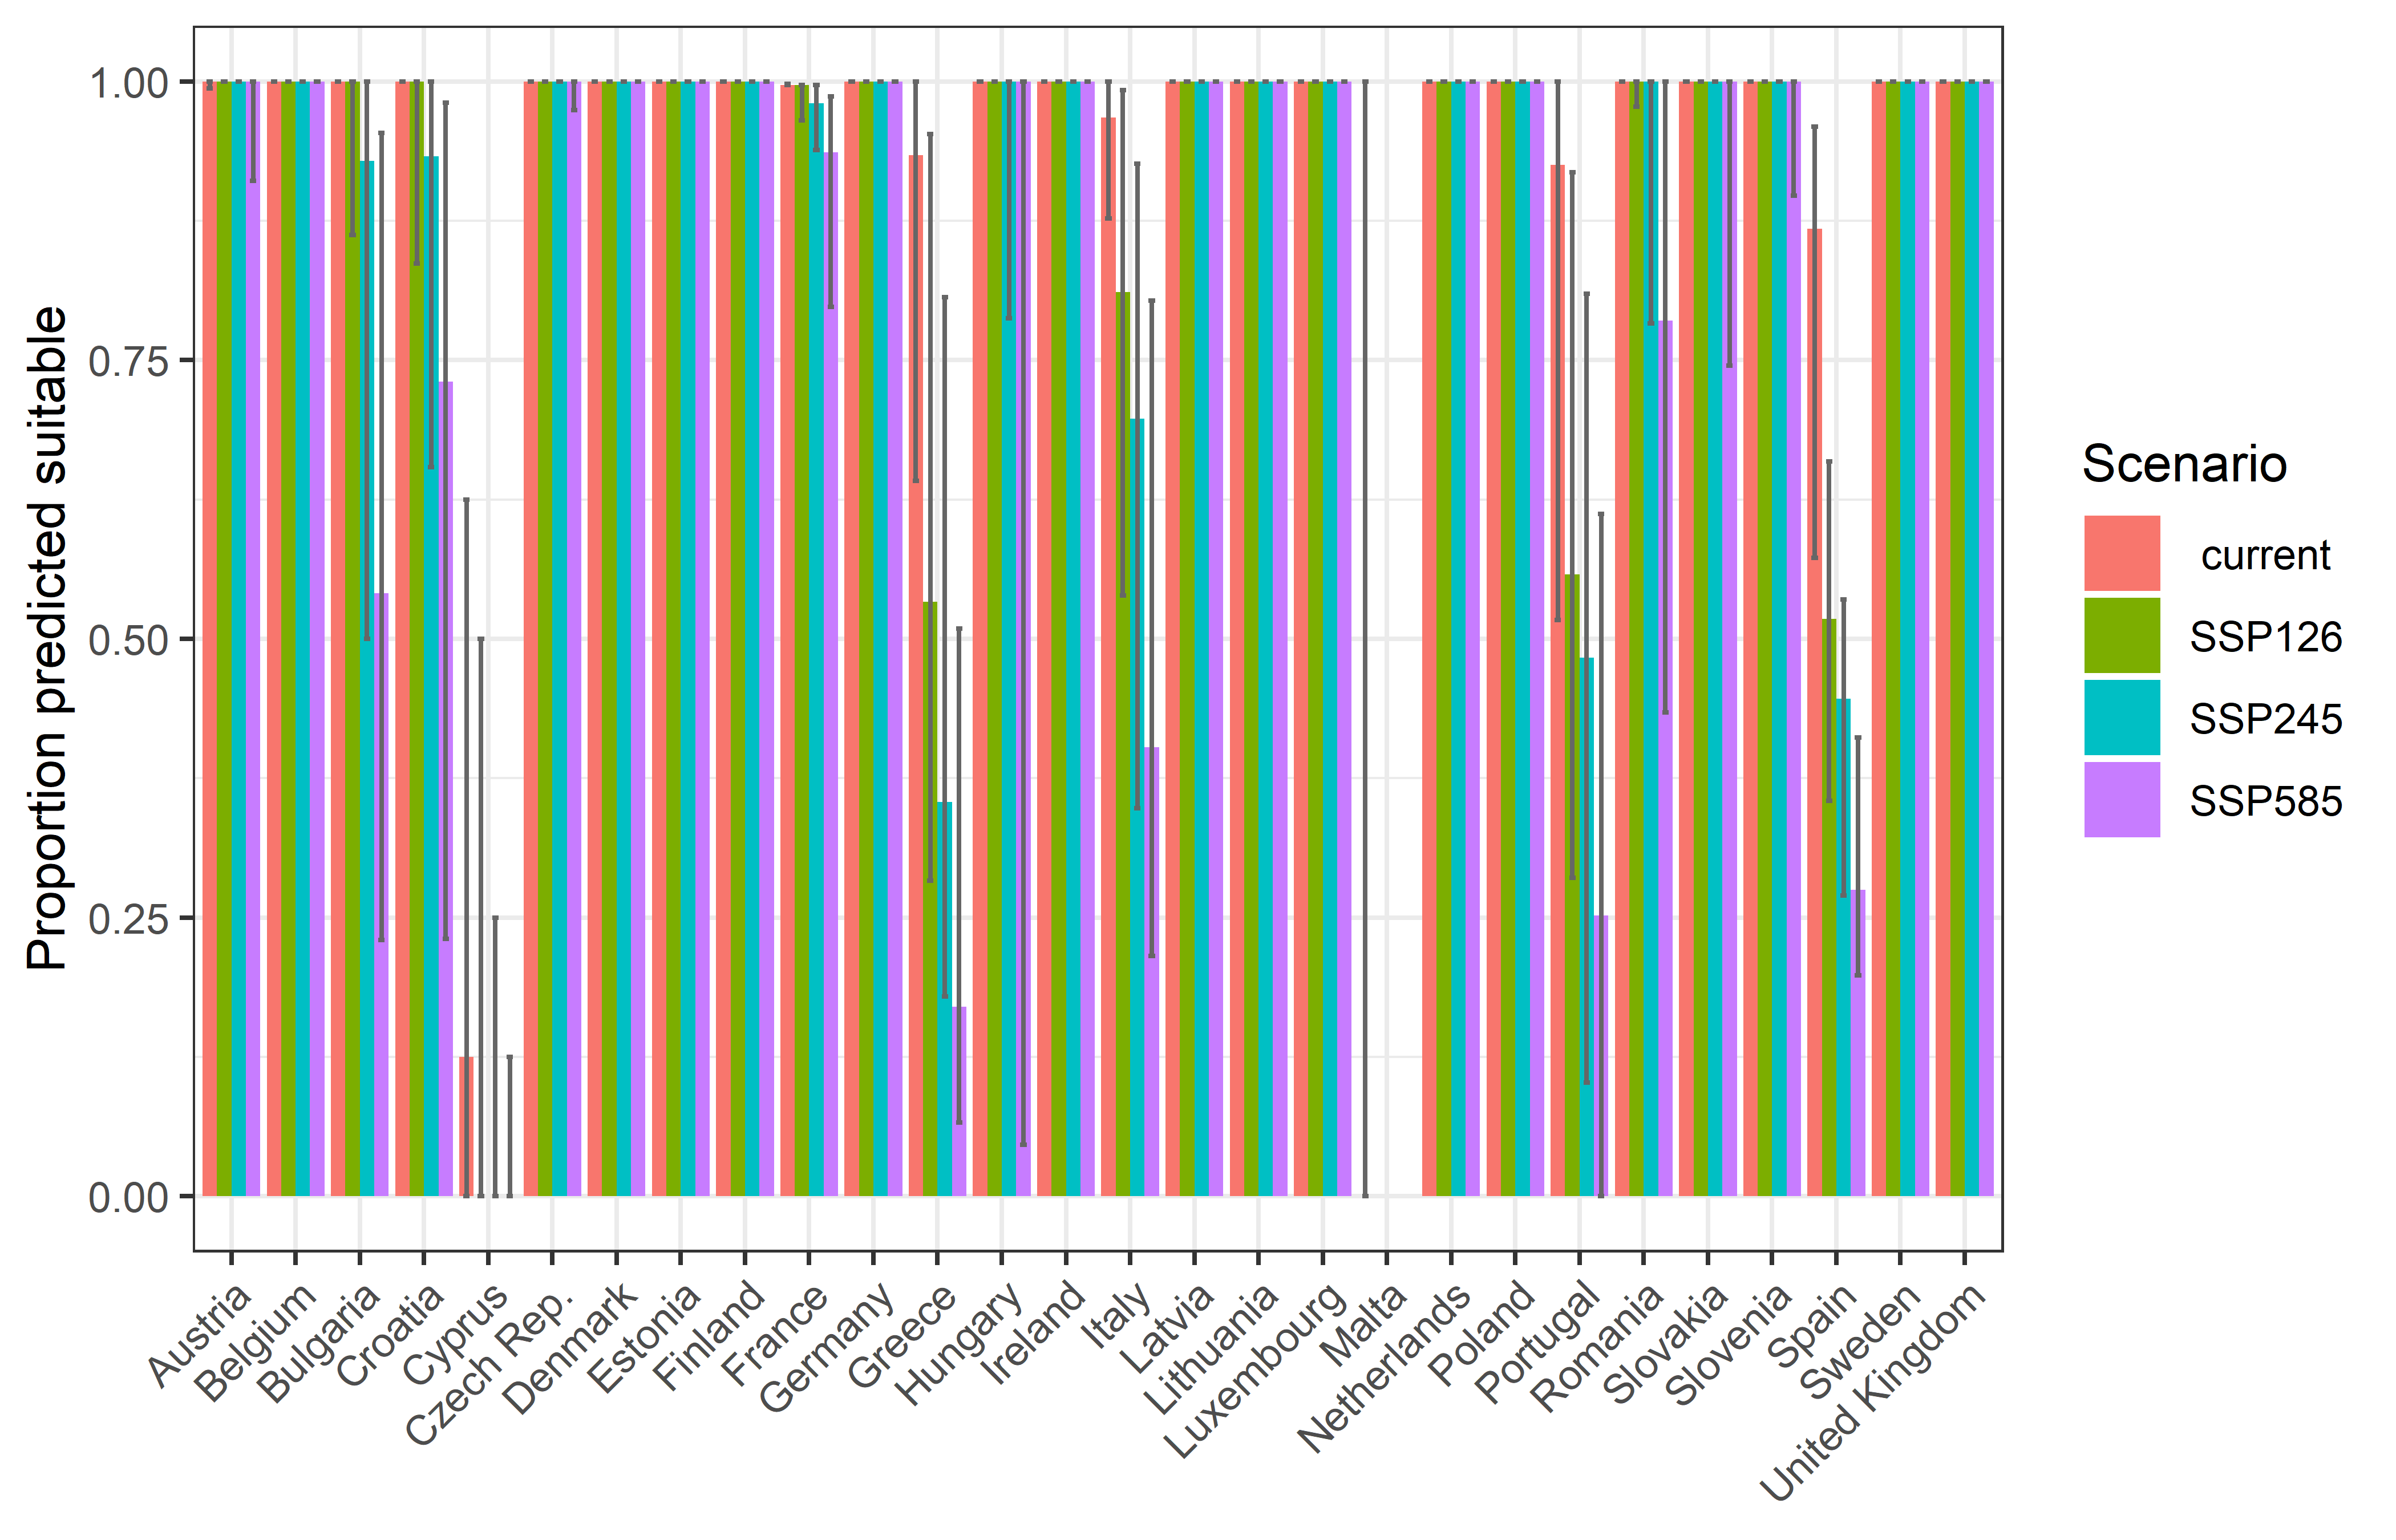 Proportion predicted suitable
1.00
0.75
0.50
0.25
0.00
Austria
Belgium
Bulgaria
Croatia
Cyprus
Czech Rep.
Denmark
Estonia
Finland
France
Germany
Greece
Hungary
Ireland
Italy
Latvia
Lithuania
Luxembourg
Malta
Netherlands
Poland
Portugal
Romania
Slovakia
Slovenia
Spain
Sweden
United Kingdom
Scenario
current
SSP126
SSP245
SSP585